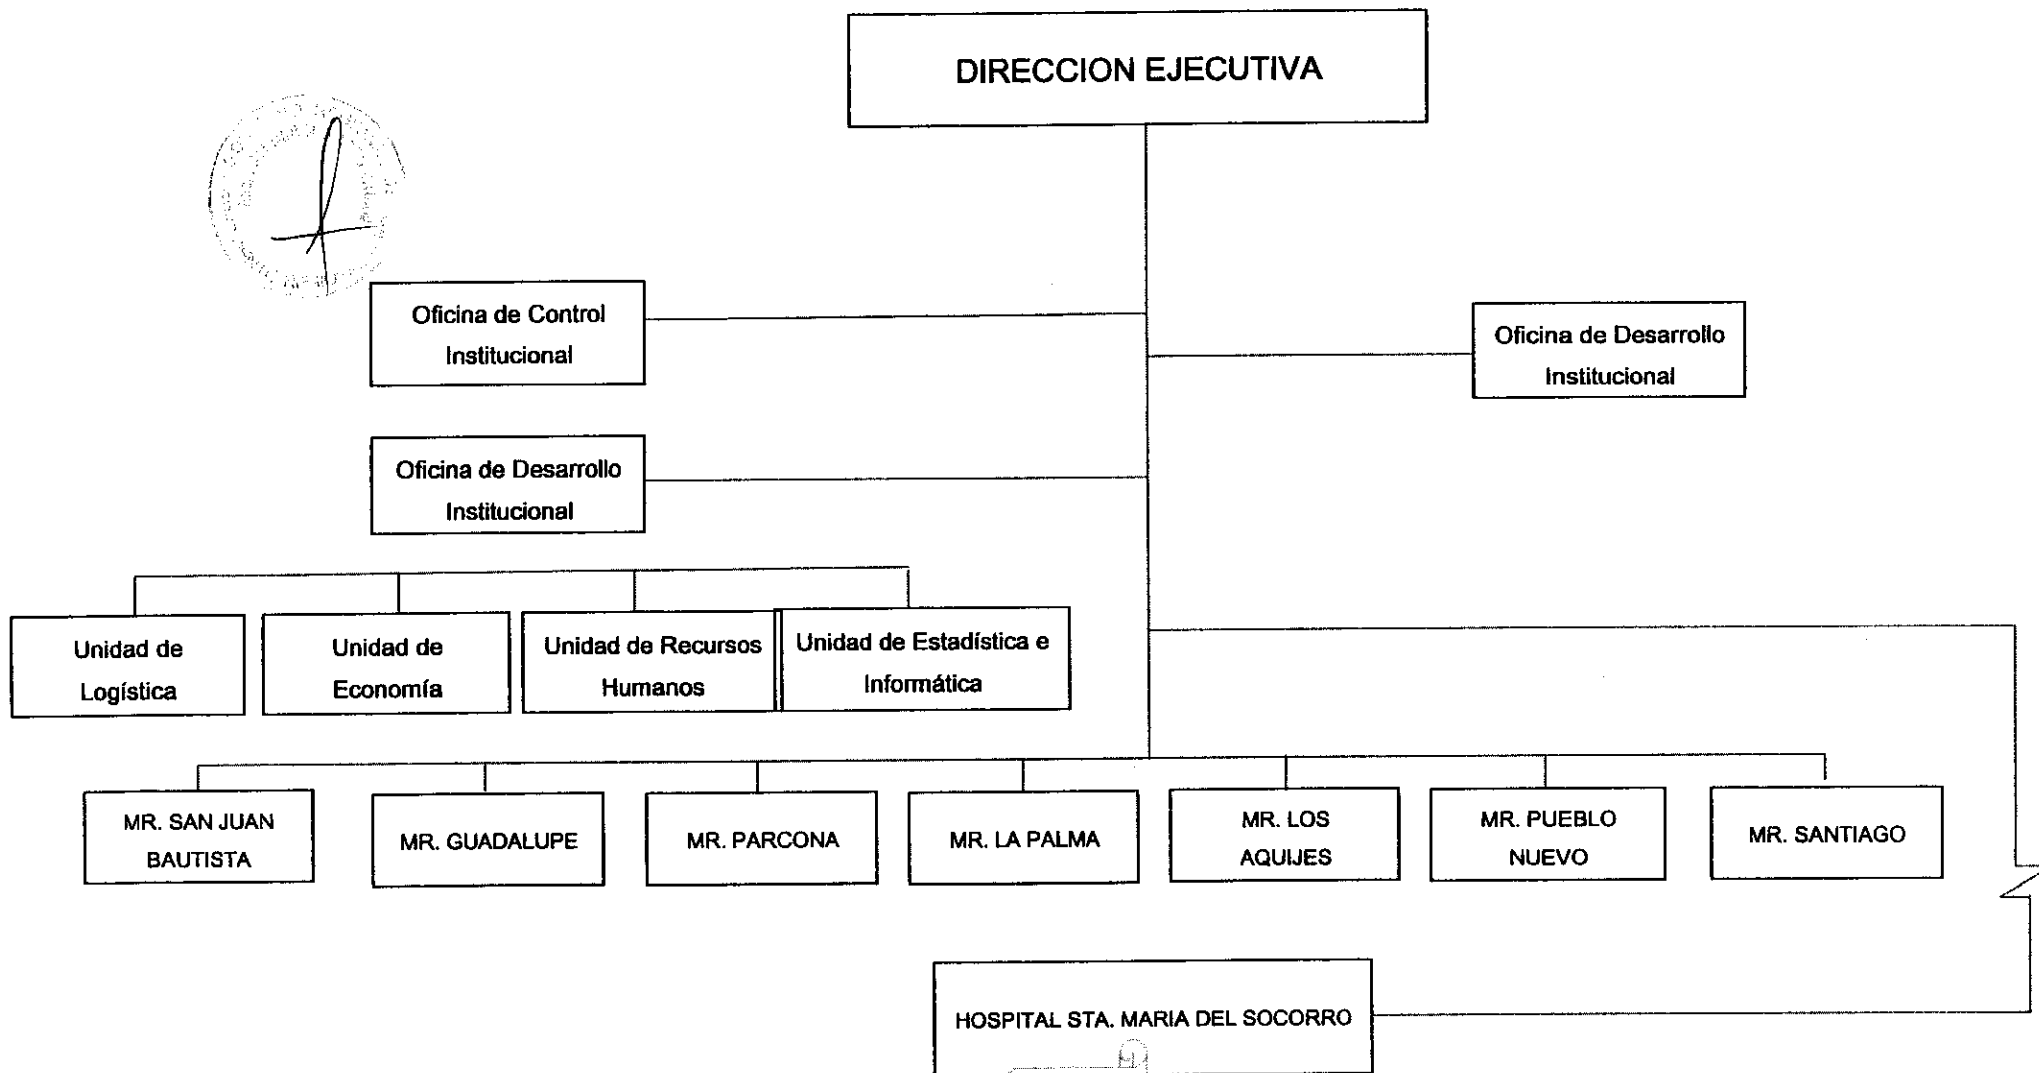 DIRECCION EJECUTIVA
Oficina de Control
Institucional
Oficina de Desarrollo
Institucional
Oficina de Desarrollo
Institucional
Unidad de
Logística
Unidad de
Economía
Unidad de Recursos
Humanos
Unidad de Estadística e
Informática
MR. SAN JUAN
BAUTISTA
MR. GUADALUPE
MR. PARCONA
MR. LA PALMA
MR. LOS
AQUIJES
MR. PUEBLO
NUEVO
MR. SANTIAGO
HOSPITAL STA. MARIA DEL SOCORRO